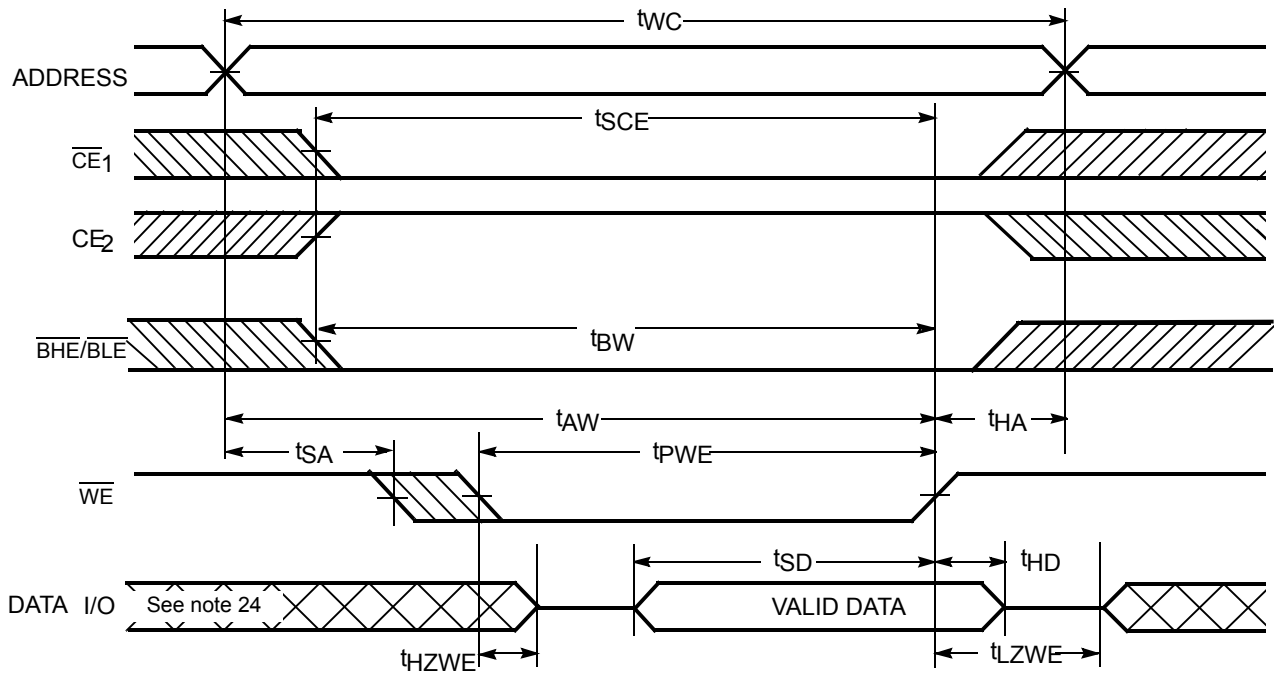 tWC
ADDRESS
tSCE
CE1
CE2
tBW
BHE/BLE
tAW
tHA
tSA
tPWE
WE
tSD
tHD
DATA I/O
See note 24
VALID DATA
tHZWE
tLZWE